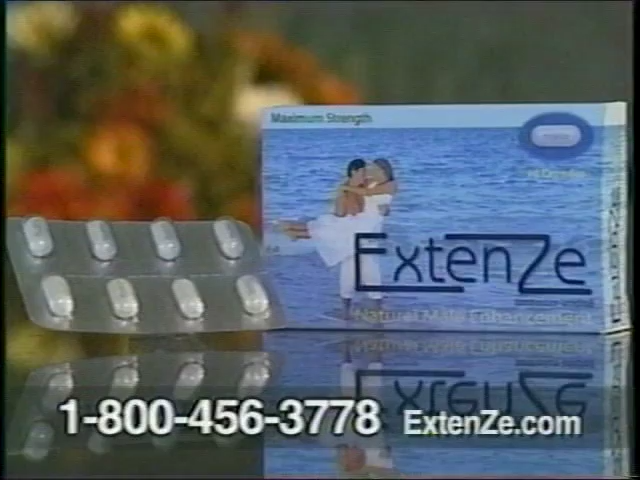 Maximum Strength
ExtenZe
Natural Male Enhancement
1-800-456-3778 ExtenZe.com